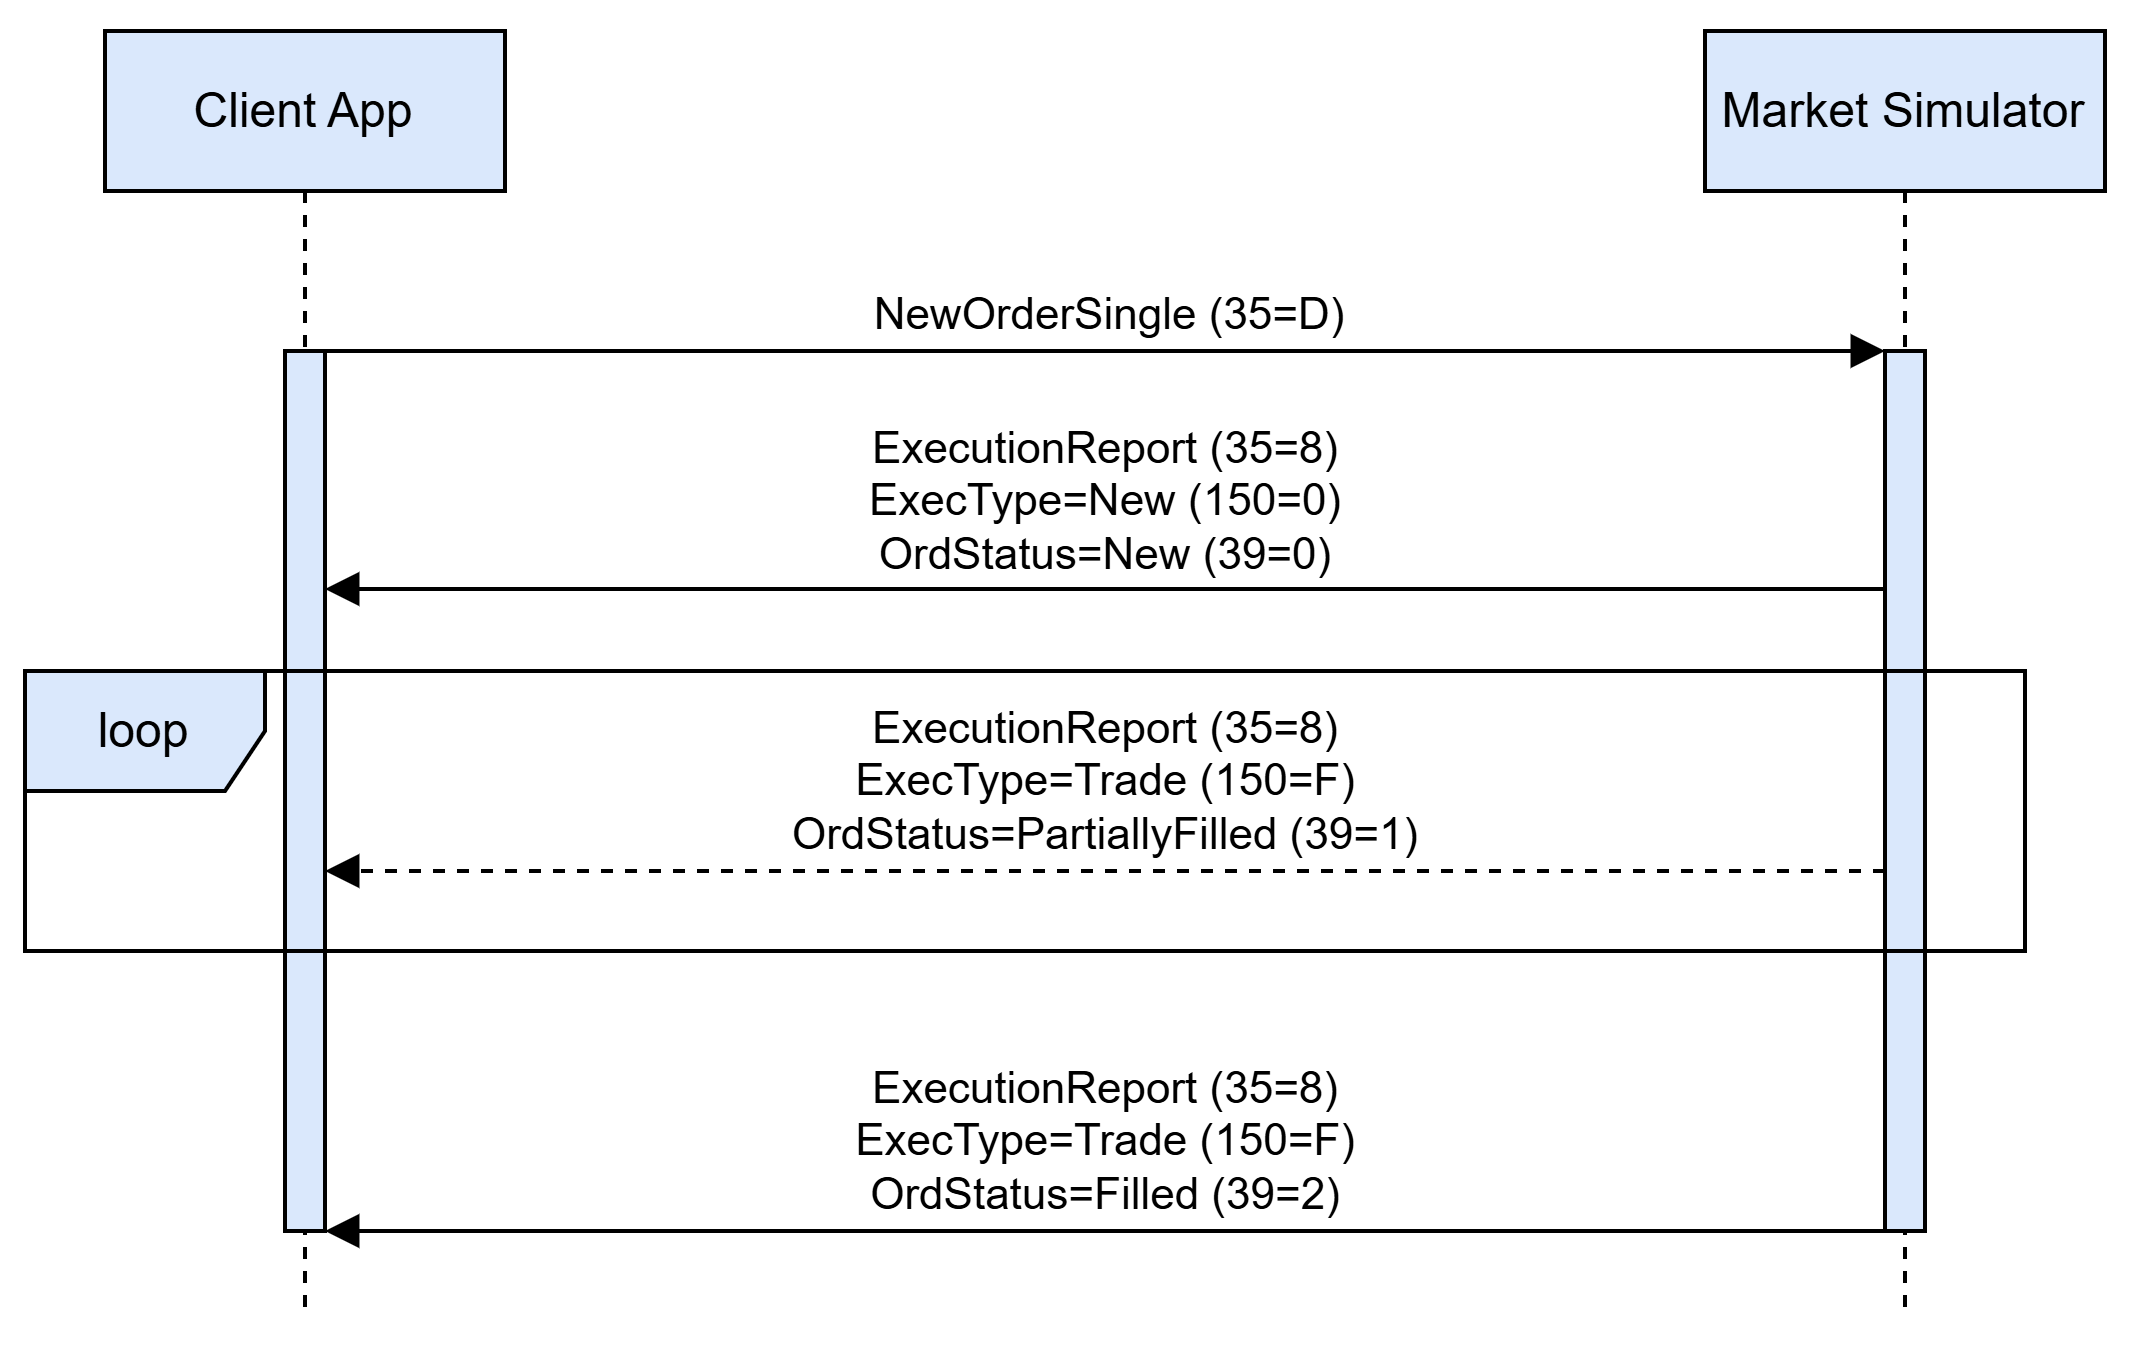 Client App
Market Simulator
NewOrderSingle (35=D)
ExecutionReport (35=8)
ExecType=New (150=0)
OrdStatus=New (39=0)
loop
ExecutionReport (35=8)
ExecType=Trade (150=F)
OrdStatus=PartiallyFilled (39=1)
ExecutionReport (35=8)
ExecType=Trade (150=F)
OrdStatus=Filled (39=2)